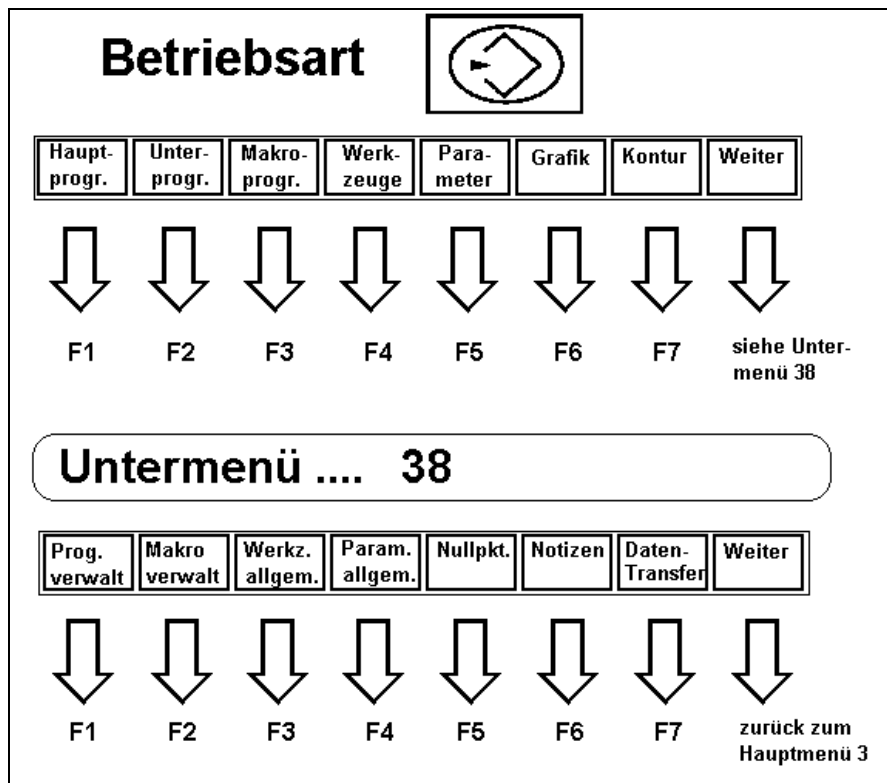 Betriebsart
Haupt- Unter- Makro- Werk- Para- Grafik Kontur Weiter
progr. progr. progr. zeuge meter
F1 F2 F3 F4 F5 F6 F7 siehe Unter-
menü 38
Untermenü .... 38
Prog. Makro Werkz. Param. Nullpkt. Notizen Daten- Weiter
verwalt verwalt allgem. allgem. Transfer
F1 F2 F3 F4 F5 F6 F7 zurück zum
Hauptmenü 3